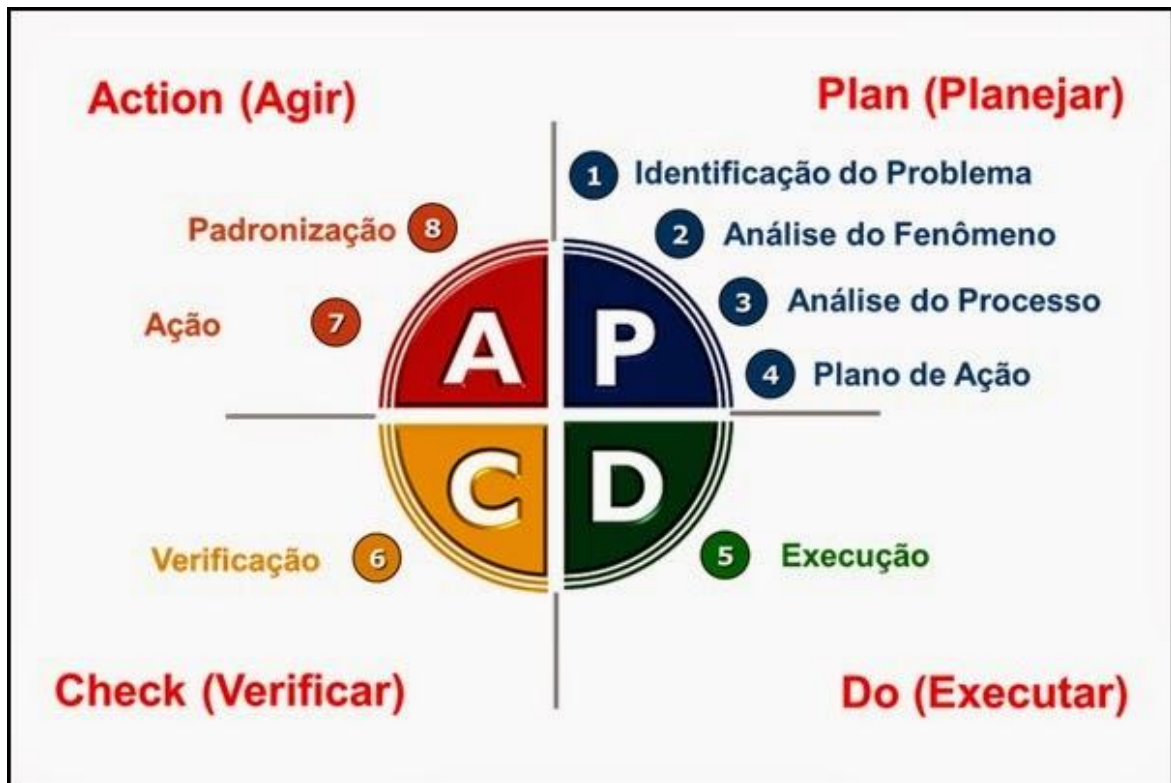 Action (Agir)
Plan (Planejar)
1 Identificação do Problema
2 Análise do Fenômeno
3 Análise do Processo
4 Plano de Ação
Padronização 8
Ação 7
A P
C D
Verificação 6
5 Execução
Check (Verificar)
Do (Executar)